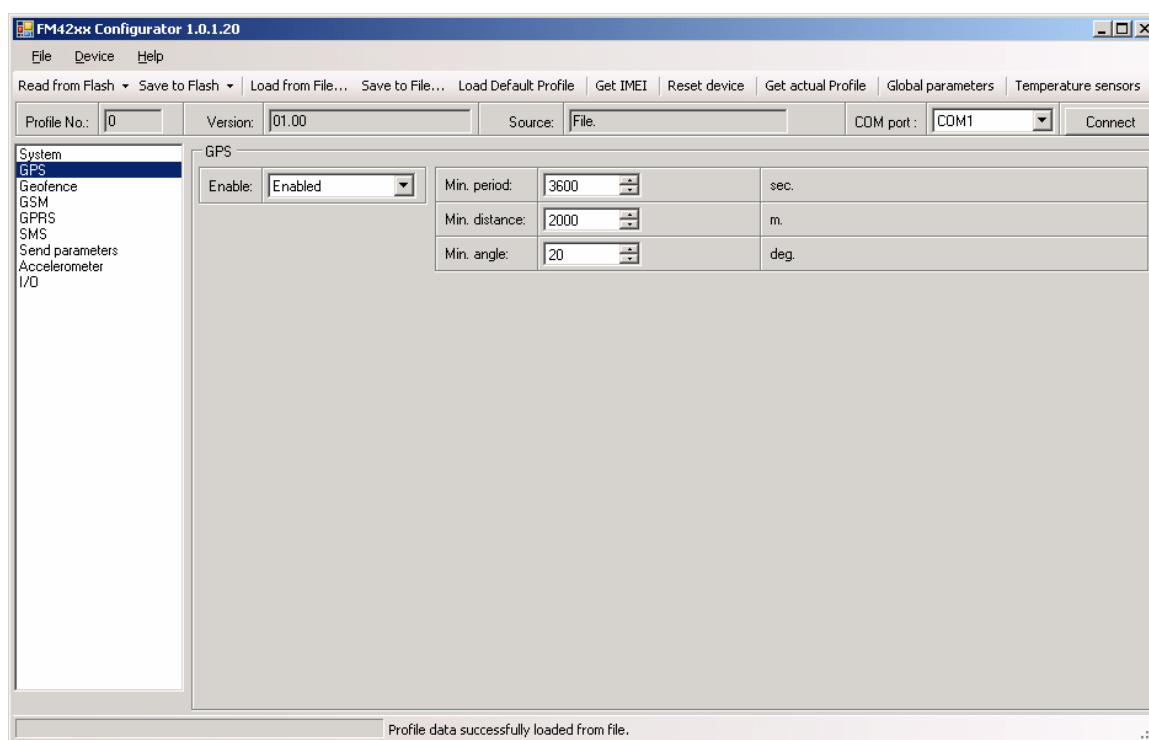 FM42xx Configurator 1.0.1.20
File Device Help
Read from Flash Save to Flash Load from File... Save to File... Load Default Profile Get IMEI Reset device Get actual Profile Global parameters Temperature sensors
Profile No.: 0 Version: 01.00 Source: File. COM port : COM1 Connect
System
GPS
Geofence
GSM
GPRS
SMS
Send parameters
Accelerometer
I/O
GPS
Enable: Enabled
Min. period: 3600 sec.
Min. distance: 2000 m.
Min. angle: 20 deg.
Profile data successfully loaded from file.